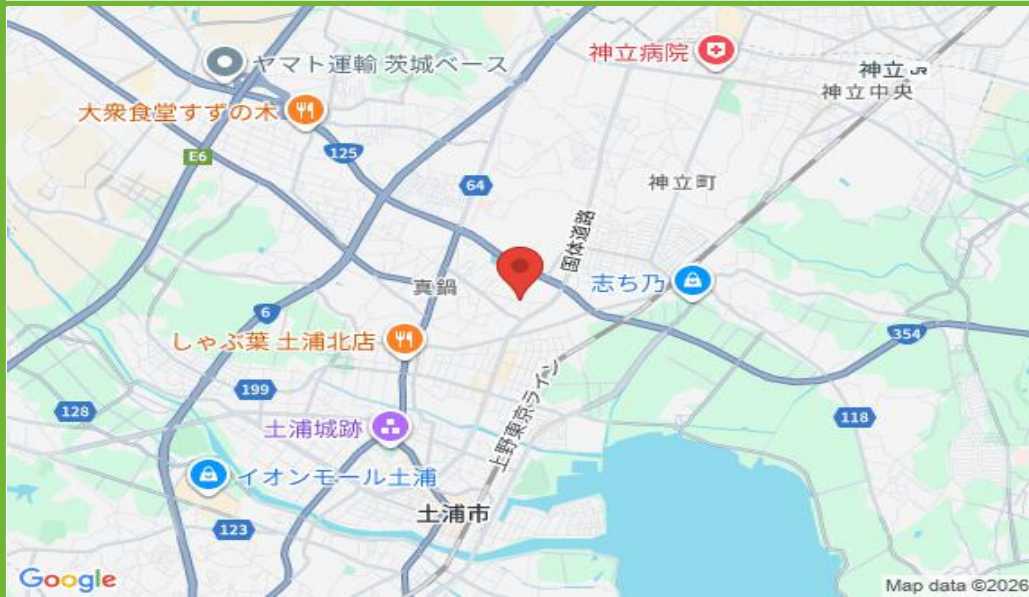 神立病院
ヤマト運輸 茨城ベース
神立 JR
神立中央
大衆食堂すずの木
125
E6
64
神立町
国体道路
真鍋
志ち乃
6
しゃぶ葉 土浦北店
354
上野東京ライン
199
128
118
土浦城跡
イオンモール土浦
土浦市
123
Google
Map data ©2026